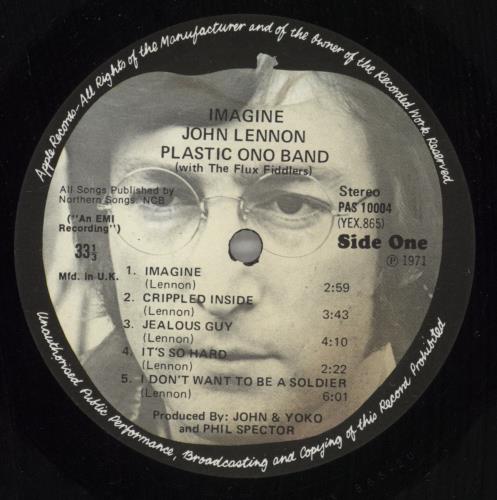 Apple Records-All Rights of the Manufacturer and of the Owner of the Recorded Work Reserved
IMAGINE
JOHN LENNON
PLASTIC ONO BAND
(with The Flux Fiddlers)
All Songs Published by
Northern Songs. NCB
("An EMI
Recording")
33⅓
Mfd. in U.K.
Stereo
PAS 10004
(YEX.865)
Side One
Ⓟ 1971
1. IMAGINE
(Lennon) 2:59
2. CRIPPLED INSIDE
(Lennon) 3:43
3. JEALOUS GUY
(Lennon) 4:10
4. IT'S SO HARD
(Lennon) 2:22
5. I DON'T WANT TO BE A SOLDIER
(Lennon) 6:01
Produced By: JOHN & YOKO
and PHIL SPECTOR
Unauthorised Public Performance, Broadcasting and Copying of this Record Prohibited